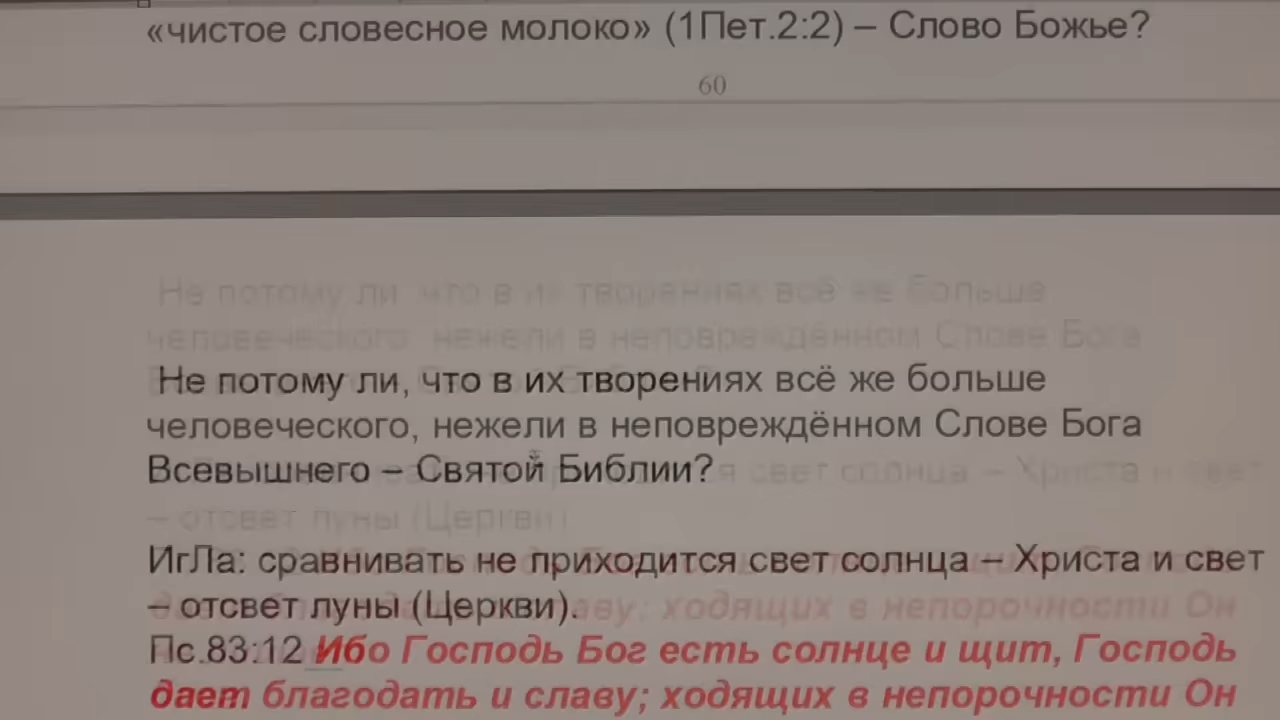 «чистое словесное молоко» (1Пет.2:2) – Слово Божье?
60
Не потому ли, что в их творениях всё же больше
человеческого, нежели в неповреждённом Слове Бога
Всевышнего – Святой Библии?
ИгЛа: сравнивать не приходится свет солнца – Христа и свет
– отсвет луны (Церкви).
Пс.83:12 Ибо Господь Бог есть солнце и щит, Господь
дает благодать и славу; ходящих в непорочности Он